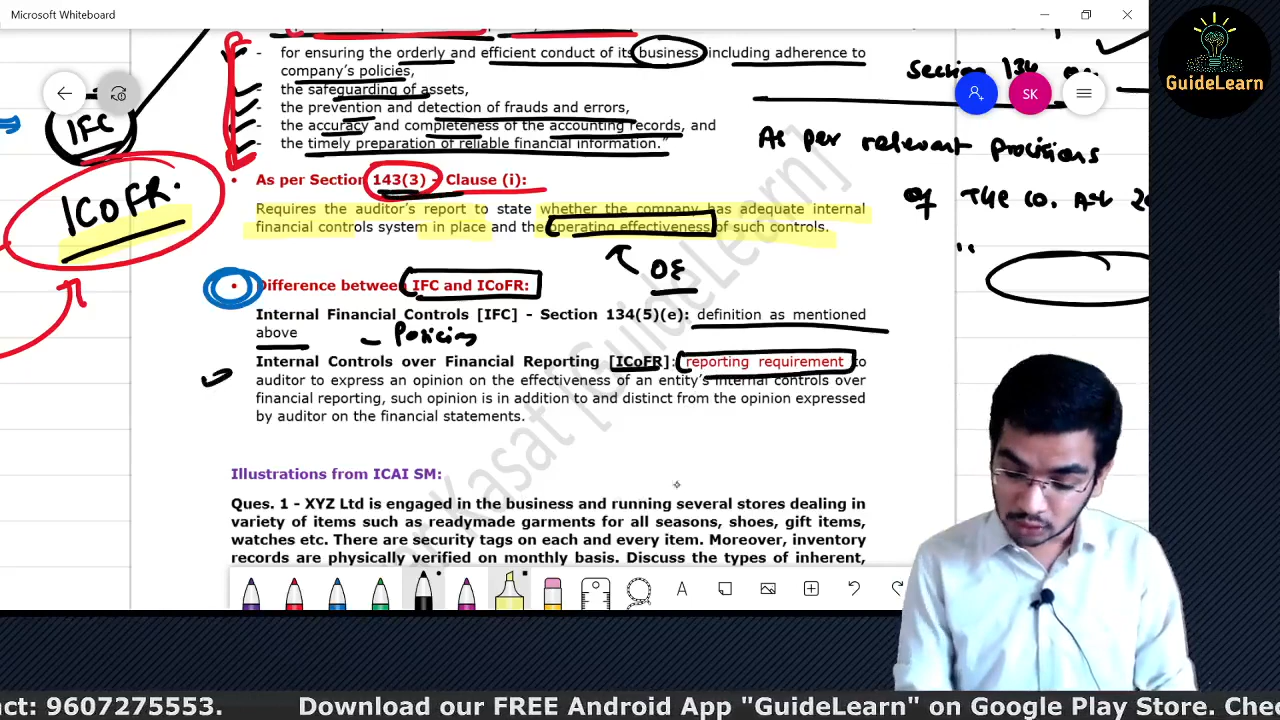 Microsoft Whiteboard
- for ensuring the orderly and efficient conduct of its business including adherence to
company's policies,
- the safeguarding of assets,
- the prevention and detection of frauds and errors,
- the accuracy and completeness of the accounting records, and
- the timely preparation of reliable financial information."
IFC
ICoFR.
Section 134
As per relevant provisions
of The Co. Act
GuideLearn
SK
• As per Section 143(3) - Clause (i):
Requires the auditor's report to state whether the company has adequate internal
financial controls system in place and the operating effectiveness of such controls.
OE
• Difference between IFC and ICoFR:
Internal Financial Controls [IFC] - Section 134(5)(e): definition as mentioned
above
- Policies
Internal Controls over Financial Reporting [ICoFR]: reporting requirement to
auditor to express an opinion on the effectiveness of an entity's internal controls over
financial reporting, such opinion is in addition to and distinct from the opinion expressed
by auditor on the financial statements.
Kasat [GuideLearn]
Illustrations from ICAI SM:
Ques. 1 - XYZ Ltd is engaged in the business and running several stores dealing in
variety of items such as readymade garments for all seasons, shoes, gift items,
watches etc. There are security tags on each and every item. Moreover, inventory
records are physically verified on monthly basis. Discuss the types of inherent,
A
act: 9607275553. Download our FREE Android App "GuideLearn" on Google Play Store. Chec